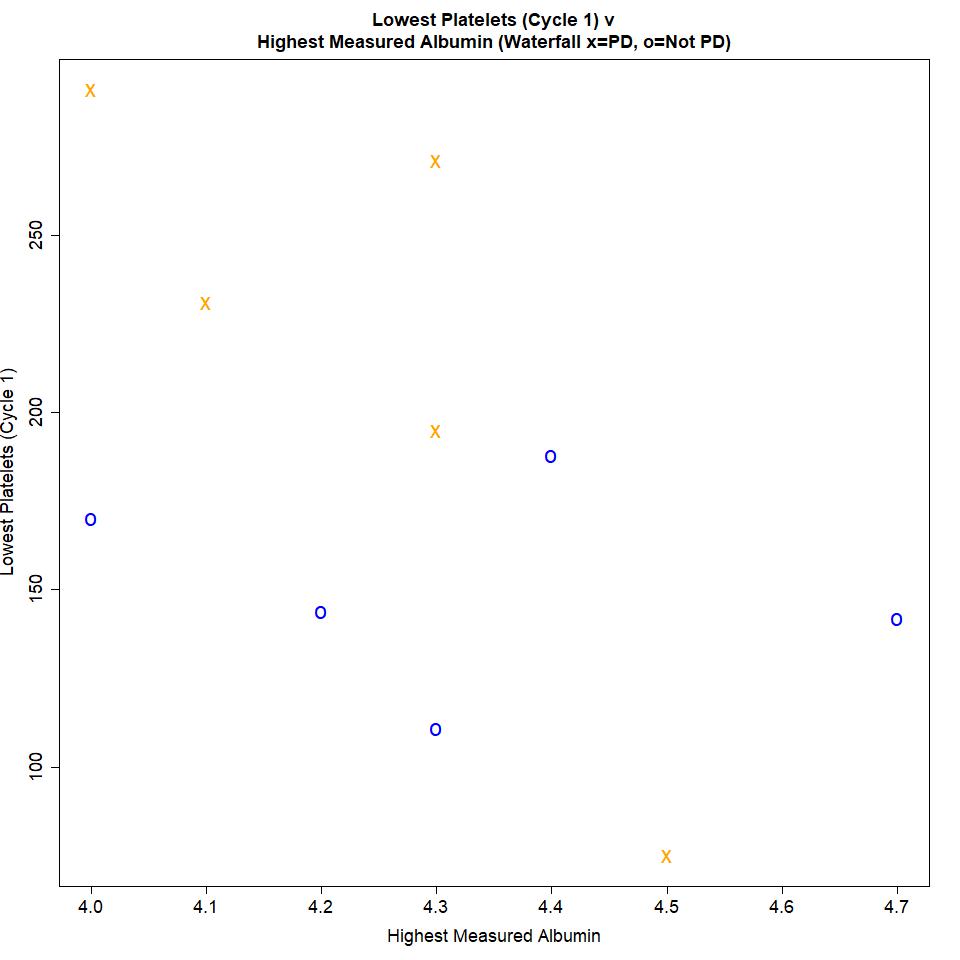 Lowest Platelets (Cycle 1) v
Highest Measured Albumin (Waterfall x=PD, o=Not PD)
Lowest Platelets (Cycle 1)
250
200
150
100
X
X
X
X
O
O
O
O
O
X
4.0 4.1 4.2 4.3 4.4 4.5 4.6 4.7
Highest Measured Albumin